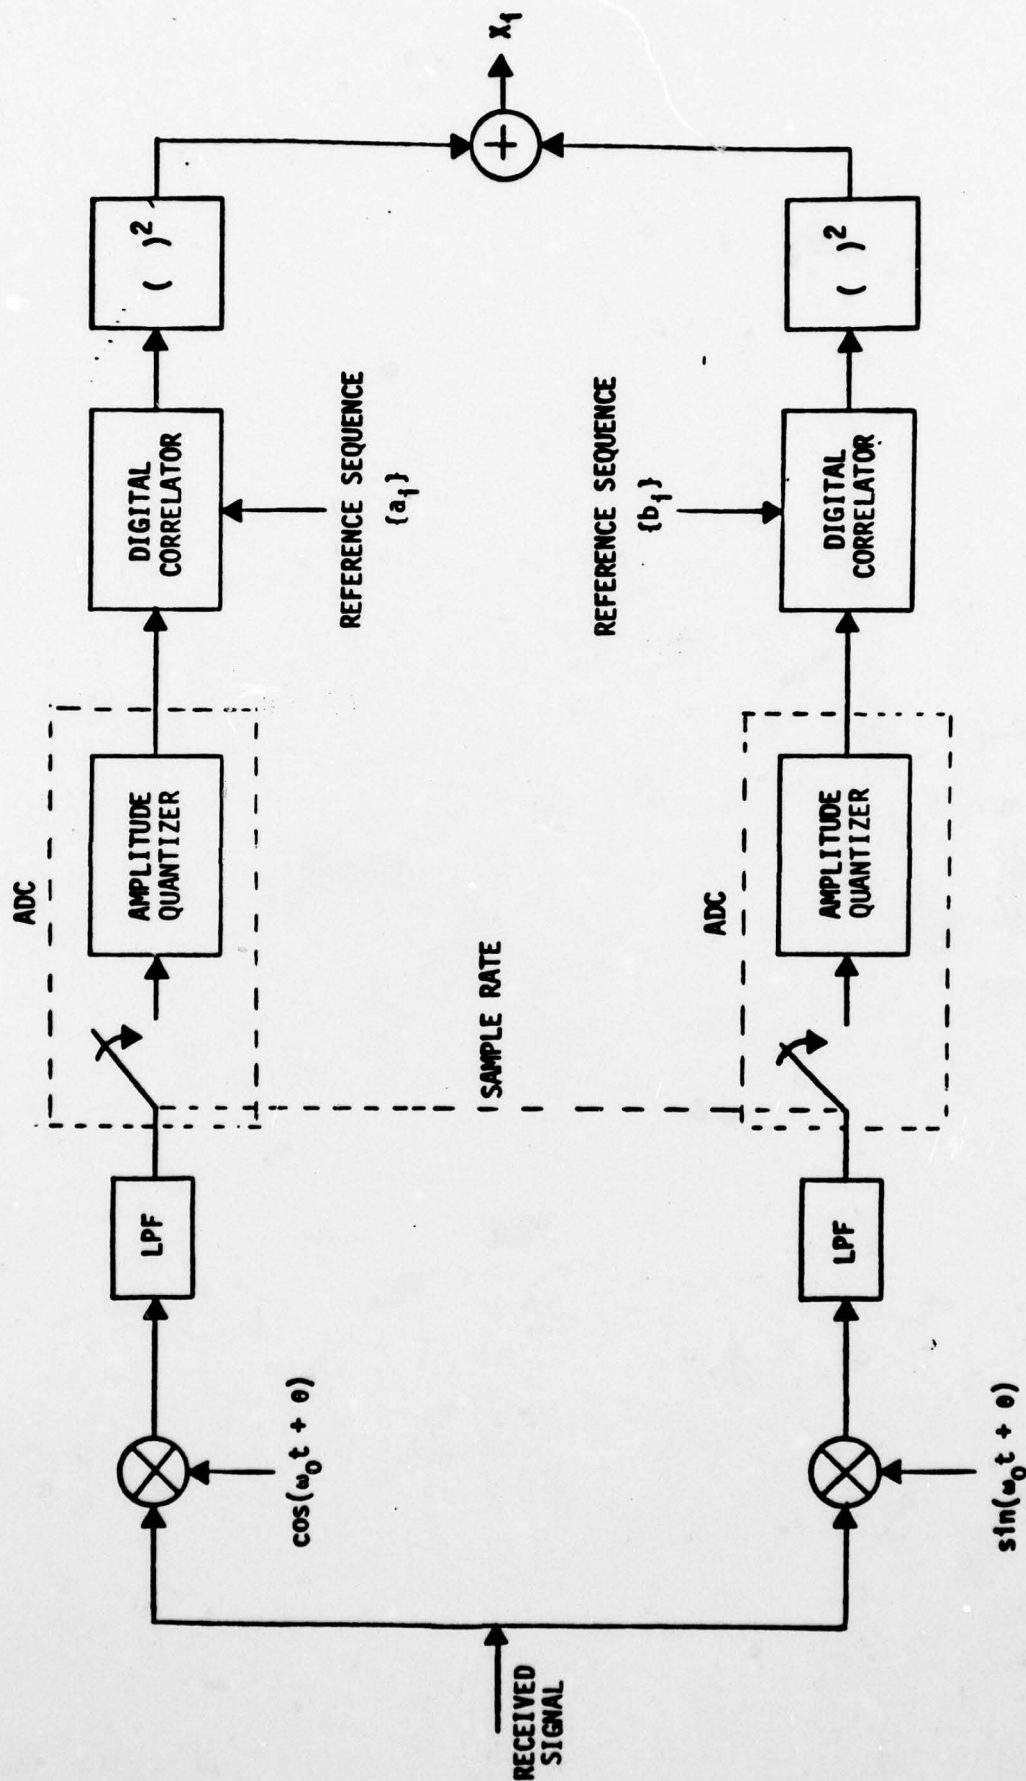 RECEIVED
SIGNAL
cos(ω₀t + θ)
LPF
ADC
AMPLITUDE
QUANTIZER
DIGITAL
CORRELATOR
REFERENCE SEQUENCE
{aᵢ}
( )²
SAMPLE RATE
+
Xᵢ
sin(ω₀t + θ)
LPF
ADC
AMPLITUDE
QUANTIZER
REFERENCE SEQUENCE
{bᵢ}
DIGITAL
CORRELATOR
( )²